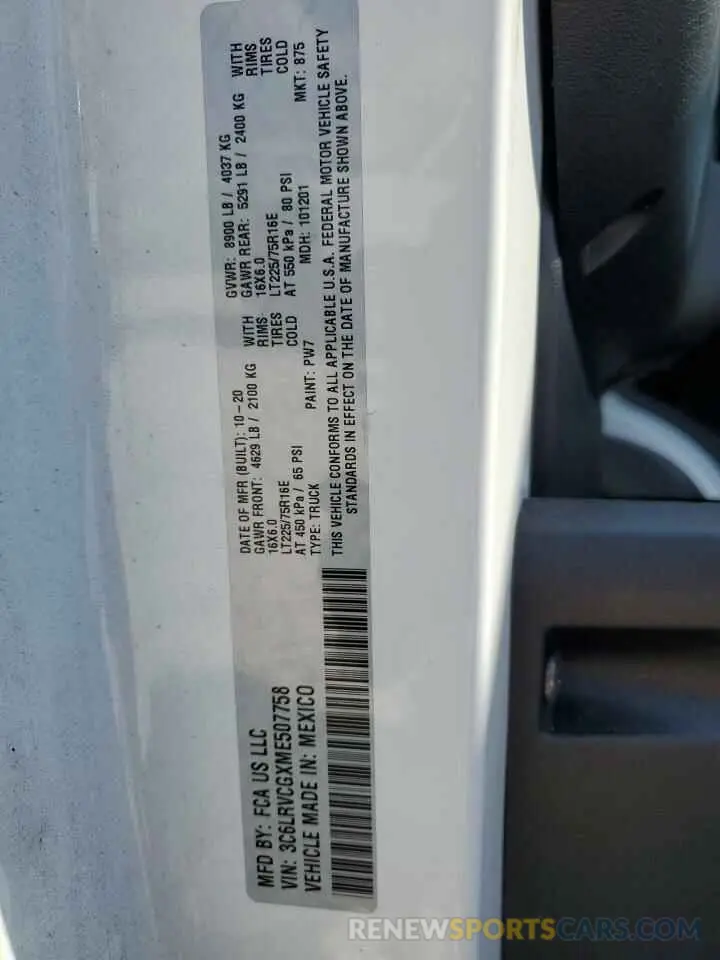 MFD BY: FCA US LLC
VIN: 3C6LRVCGXME507758
VEHICLE MADE IN: MEXICO
DATE OF MFR (BUILT): 10-20 GVWR: 8900 LB / 4037 KG
GAWR FRONT: 4629 LB / 2100 KG WITH GAWR REAR: 5291 LB / 2400 KG WITH
16X6.0 RIMS 16X6.0 RIMS
LT225/75R16E TIRES LT225/75R16E TIRES
AT 450 kPa / 65 PSI COLD AT 550 kPa / 80 PSI COLD
TYPE: TRUCK PAINT: PW7 MDH: 101201 MKT: 875
THIS VEHICLE CONFORMS TO ALL APPLICABLE U.S.A. FEDERAL MOTOR VEHICLE SAFETY
STANDARDS IN EFFECT ON THE DATE OF MANUFACTURE SHOWN ABOVE.
RENEWSPORTSCARS.COM